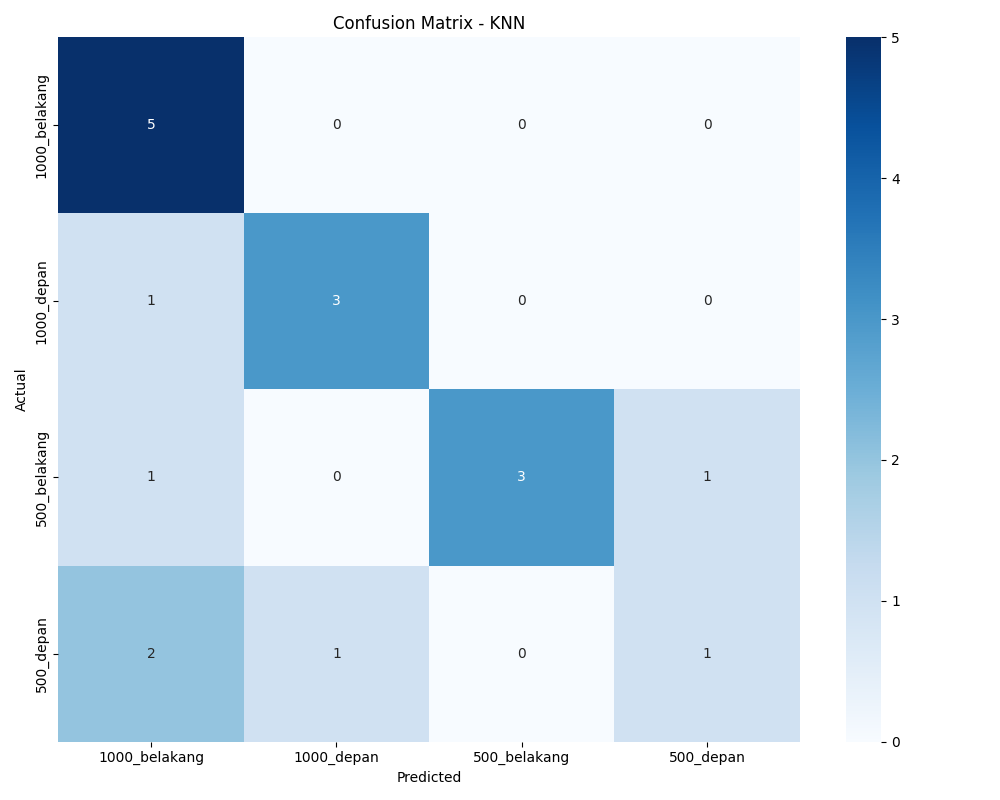 Confusion Matrix - KNN
Actual
1000_belakang
5 0 0 0
1000_depan
1 3 0 0
500_belakang
1 0 3 1
500_depan
2 1 0 1
1000_belakang 1000_depan 500_belakang 500_depan
Predicted
5
4
3
2
1
0